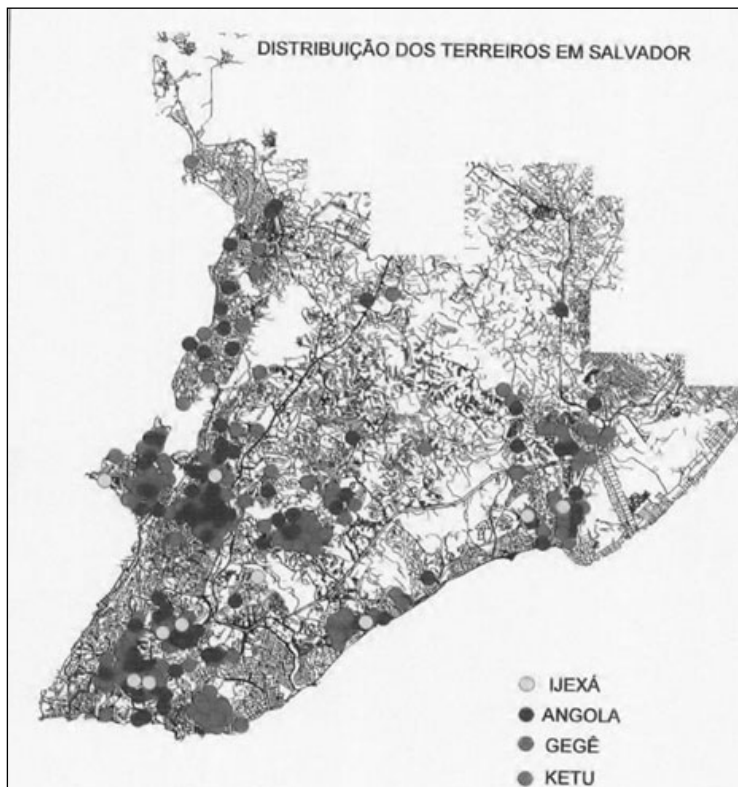 DISTRIBUIÇÃO DOS TERREIROS EM SALVADOR
IJEXÁ
ANGOLA
GEGÊ
KETU